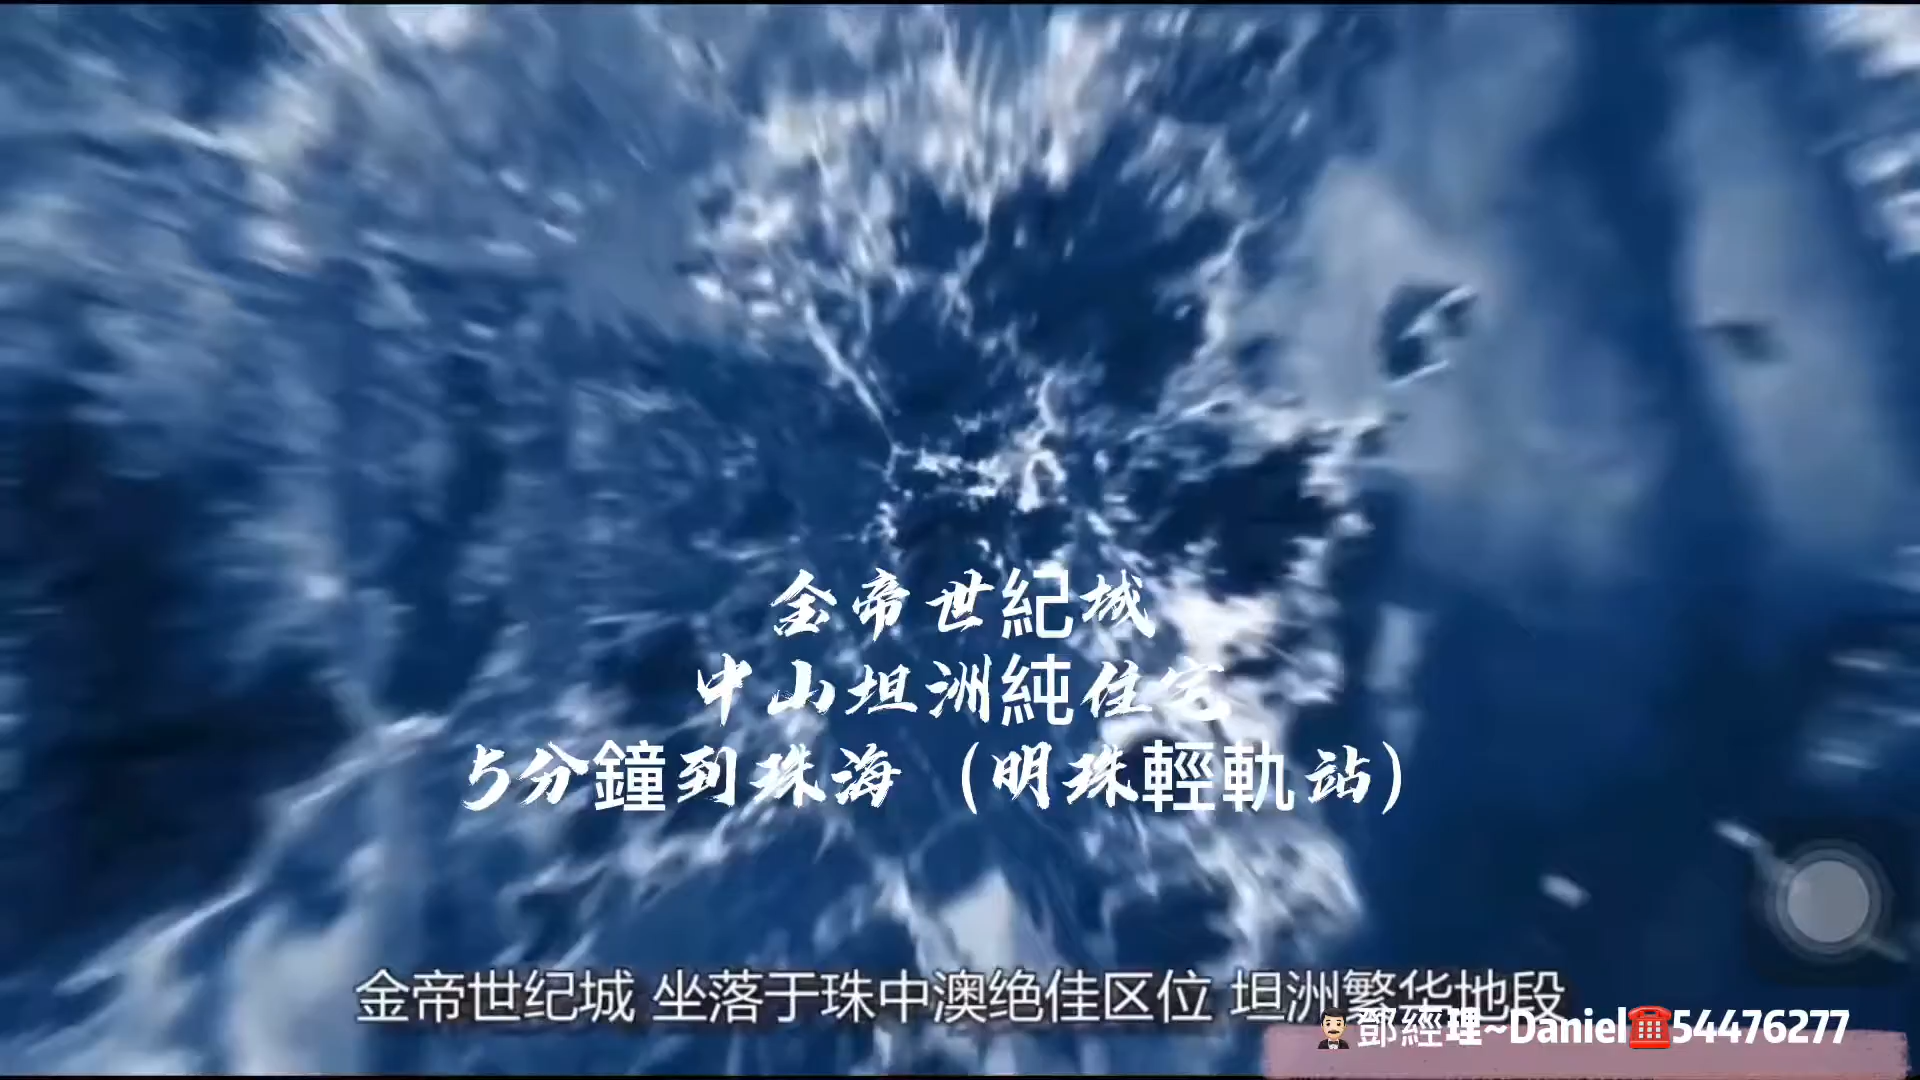 金帝世紀城
中山坦洲純住宅
5分鐘到珠海（明珠輕軌站）
金帝世纪城 坐落于珠中澳绝佳区位 坦洲繁华地段
🤵🏻鄧經理~Daniel☎️54476277